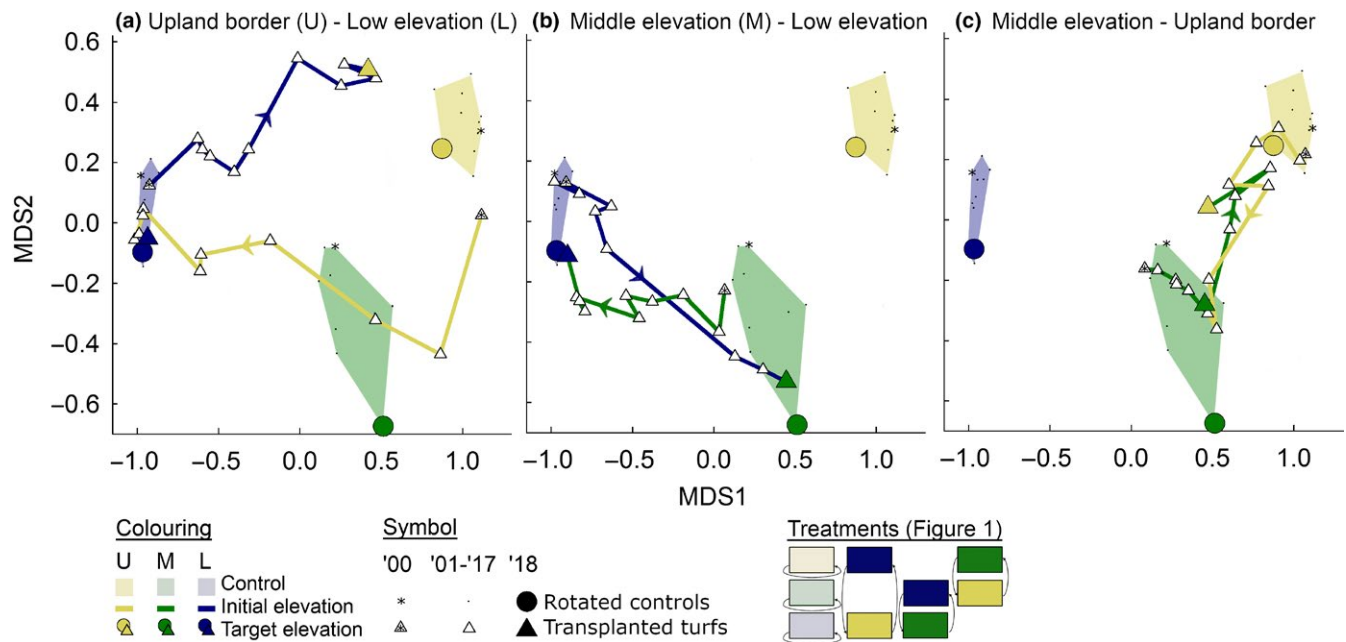 (a) Upland border (U) - Low elevation (L)
(b) Middle elevation (M) - Low elevation
(c) Middle elevation - Upland border
MDS2
0.6
0.4
0.2
0.0
−0.2
−0.4
−0.6
−1.0 −0.5 0.0 0.5 1.0
−1.0 −0.5 0.0 0.5 1.0
−1.0 −0.5 0.0 0.5 1.0
MDS1
Colouring
U M L
Control
Initial elevation
Target elevation
Symbol
'00 '01-'17 '18
Rotated controls
Transplanted turfs
Treatments (Figure 1)